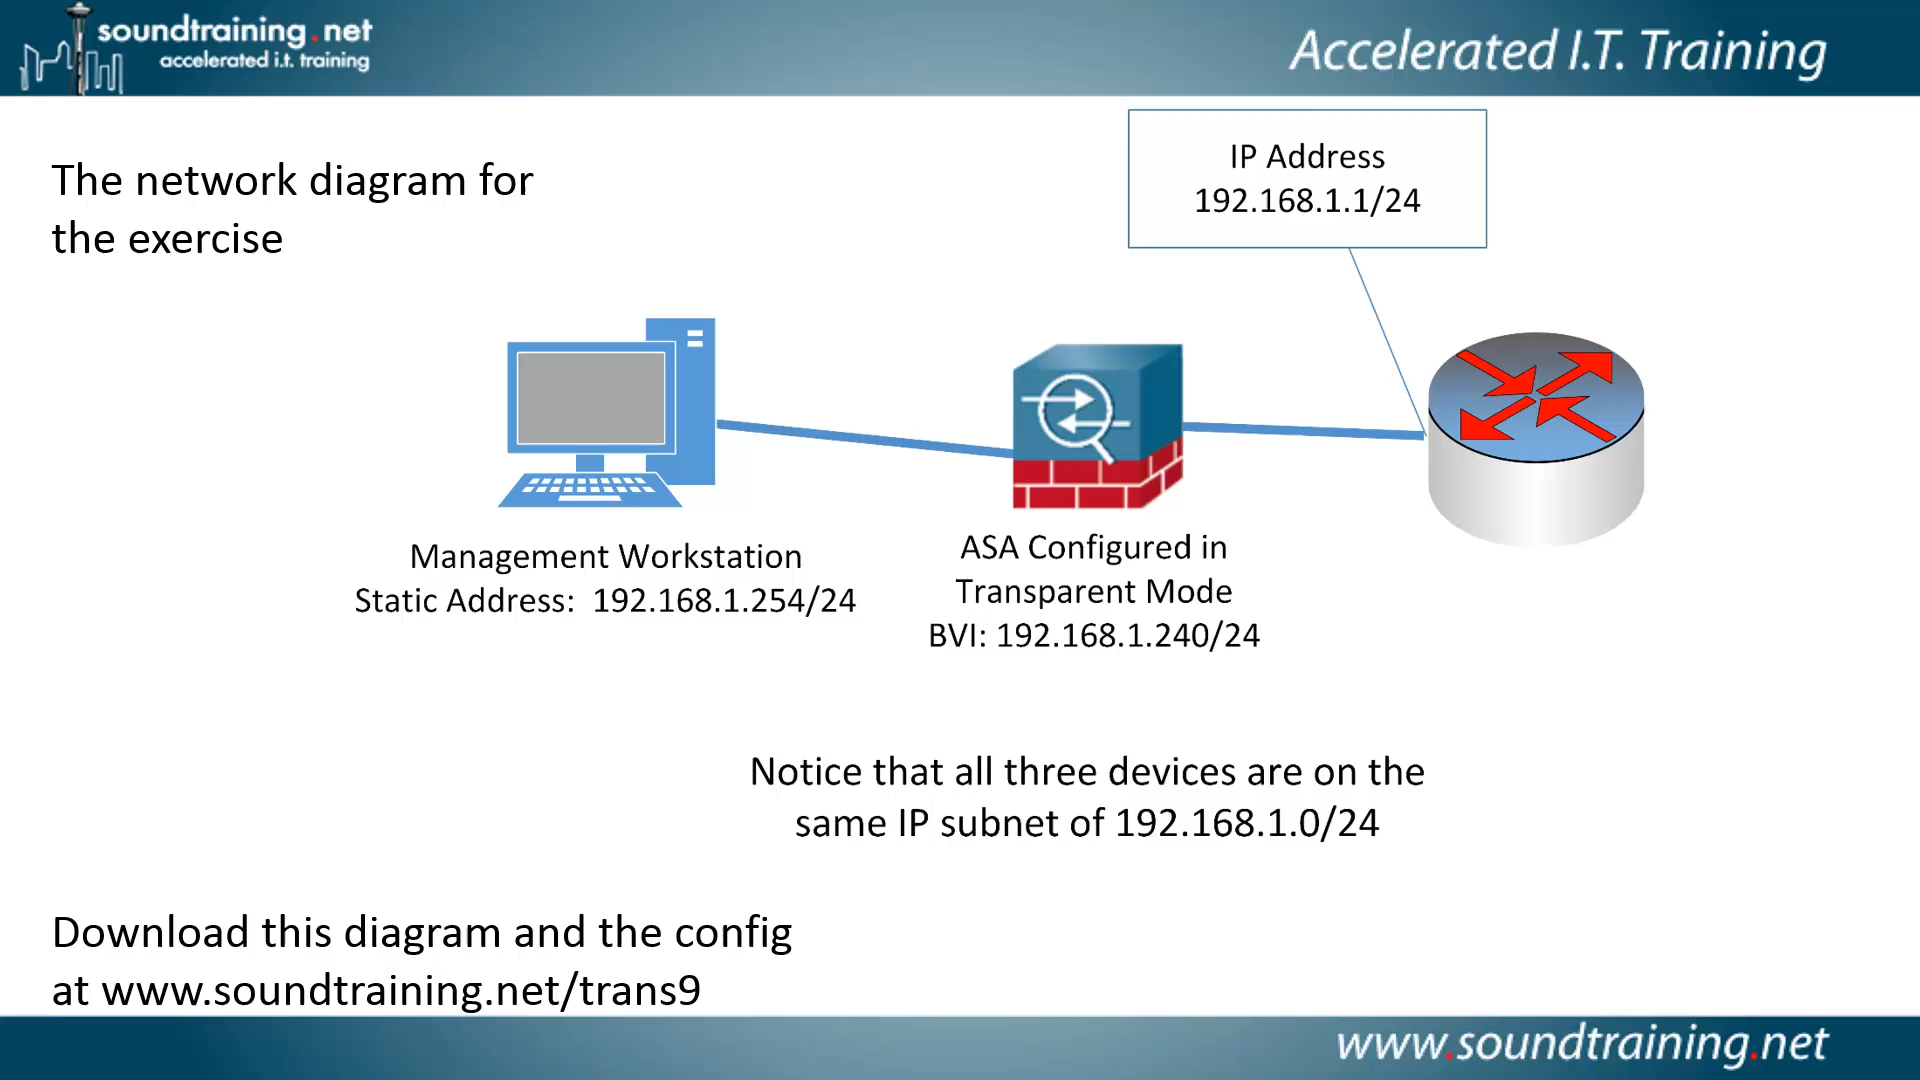 soundtraining.net
accelerated i.t. training
Accelerated I.T. Training
The network diagram for
the exercise
IP Address
192.168.1.1/24
Management Workstation
Static Address:  192.168.1.254/24
ASA Configured in
Transparent Mode
BVI: 192.168.1.240/24
Notice that all three devices are on the
same IP subnet of 192.168.1.0/24
Download this diagram and the config
at www.soundtraining.net/trans9
www.soundtraining.net